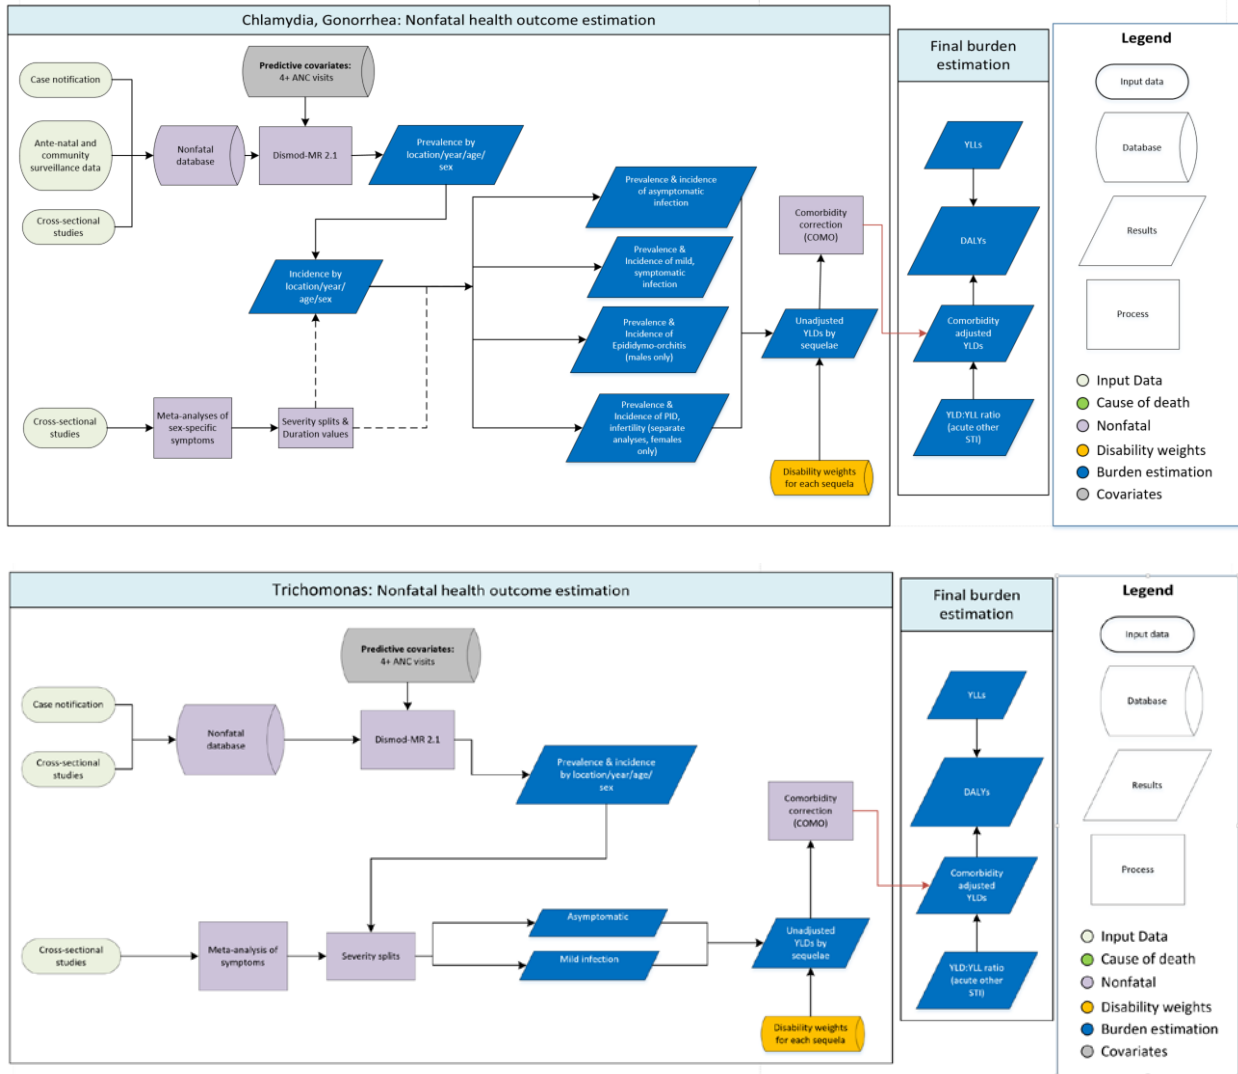 Chlamydia, Gonorrhea: Nonfatal health outcome estimation
Case notification
Ante-natal and
community
surveillance data
Cross-sectional
studies
Nonfatal
database
Predictive covariates:
4+ ANC visits
Dismod-MR 2.1
Prevalence by
location/year/age/
sex
Incidence by
location/year/
age/sex
Cross-sectional
studies
Meta-analyses of
sex-specific
symptoms
Severity splits &
Duration values
Prevalence & incidence
of asymptomatic
infection
Prevalence &
Incidence of mild,
symptomatic
infection
Prevalence &
Incidence of
Epididymo-orchitis
(males only)
Prevalence &
Incidence of PID,
infertility (separate
analyses, females
only)
Comorbidity
correction
(COMO)
Unadjusted
YLDs by
sequelae
Disability weights
for each sequela
Final burden
estimation
YLLs
DALYs
Comorbidity
adjusted
YLDs
YLD:YLL ratio
(acute other
STI)
Legend
Input data
Database
Results
Process
Input Data
Cause of death
Nonfatal
Disability weights
Burden estimation
Covariates
Trichomonas: Nonfatal health outcome estimation
Case notification
Cross-sectional
studies
Nonfatal
database
Predictive covariates:
4+ ANC visits
Dismod-MR 2.1
Prevalence & incidence
by location/year/age/
sex
Cross-sectional
studies
Meta-analysis of
symptoms
Severity splits
Asymptomatic
Mild infection
Comorbidity
correction
(COMO)
Unadjusted
YLDs by
sequelae
Disability weights
for each sequela
Final burden
estimation
YLLs
DALYs
Comorbidity
adjusted
YLDs
YLD:YLL ratio
(acute other
STI)
Legend
Input data
Database
Results
Process
Input Data
Cause of death
Nonfatal
Disability weights
Burden estimation
Covariates